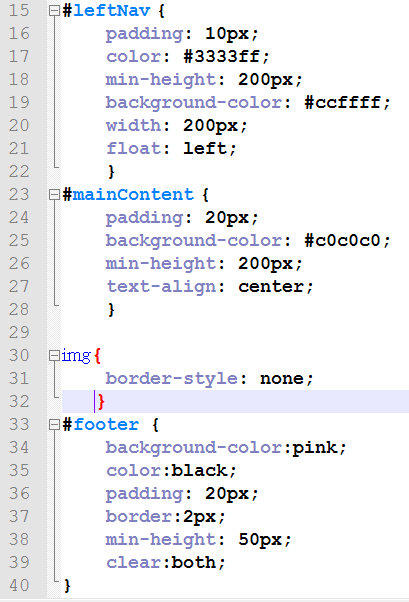 15 #leftNav {
16 padding: 10px;
17 color: #3333ff;
18 min-height: 200px;
19 background-color: #ccffff;
20 width: 200px;
21 float: left;
22 }
23 #mainContent {
24 padding: 20px;
25 background-color: #c0c0c0;
26 min-height: 200px;
27 text-align: center;
28 }
29
30 img{
31 border-style: none;
32 }
33 #footer {
34 background-color:pink;
35 color:black;
36 padding: 20px;
37 border:2px;
38 min-height: 50px;
39 clear:both;
40 }